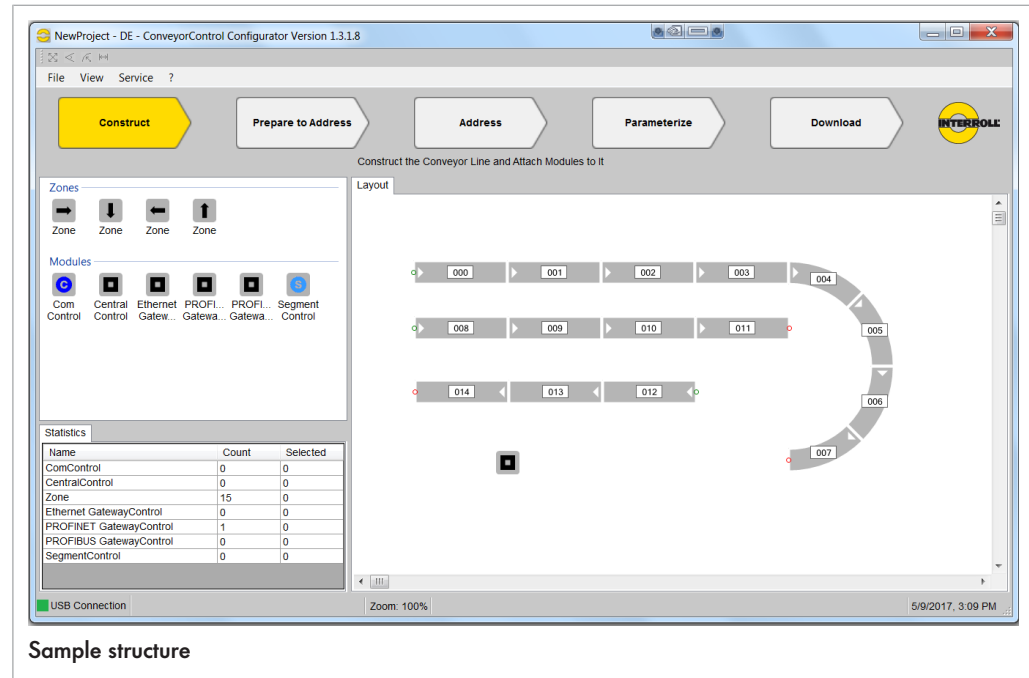 NewProject - DE - ConveyorControl Configurator Version 1.3.1.8
File View Service ?
Construct
Prepare to Address
Address
Parameterize
Download
INTERROLL
Construct the Conveyor Line and Attach Modules to It
Zones
Zone Zone Zone Zone
Modules
C S
Com Central Ethernet PROFI... PROFI... Segment
Control Control Gatew... Gatewa... Gatewa... Control
Layout
000 001 002 003 004
008 009 010 011 005
014 013 012 006
007
Statistics
Name Count Selected
ComControl 0 0
CentralControl 0 0
Zone 15 0
Ethernet GatewayControl 0 0
PROFINET GatewayControl 1 0
PROFIBUS GatewayControl 0 0
SegmentControl 0 0
USB Connection Zoom: 100% 5/9/2017, 3:09 PM
Sample structure